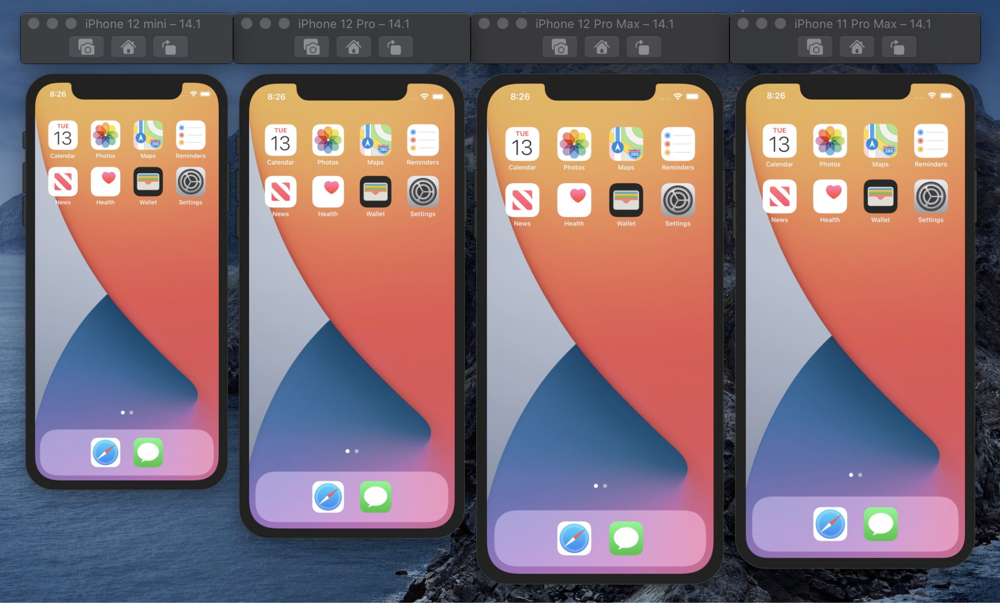 iPhone 12 mini – 14.1
8:26
TUE
13
280
Calendar Photos Maps Reminders
News Health Wallet Settings
iPhone 12 Pro – 14.1
8:26
TUE
13
280
Calendar Photos Maps Reminders
News Health Wallet Settings
iPhone 12 Pro Max – 14.1
8:26
TUE
13
280
Calendar Photos Maps Reminders
News Health Wallet Settings
iPhone 11 Pro Max – 14.1
8:26
TUE
13
280
Calendar Photos Maps Reminders
News Health Wallet Settings